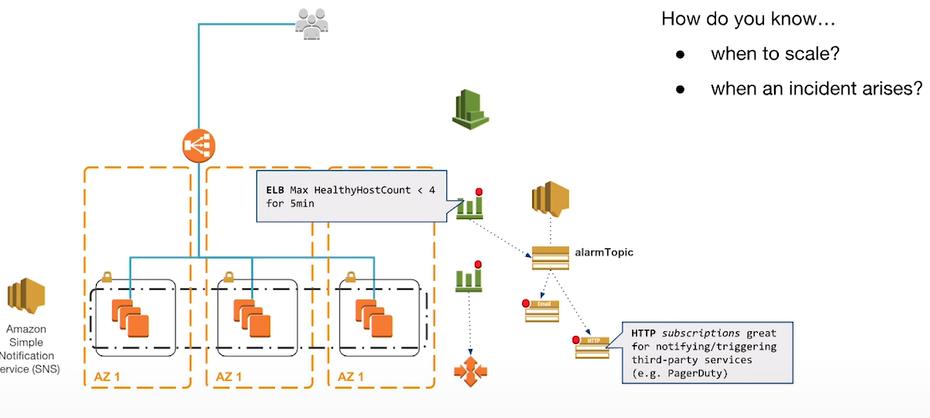 How do you know...
● when to scale?
● when an incident arises?
ELB Max HealthyHostCount < 4
for 5min
alarmTopic
Email
HTTP
HTTP subscriptions great
for notifying/triggering
third-party services
(e.g. PagerDuty)
Amazon
Simple
Notification
Service (SNS)
AZ 1
AZ 1
AZ 1